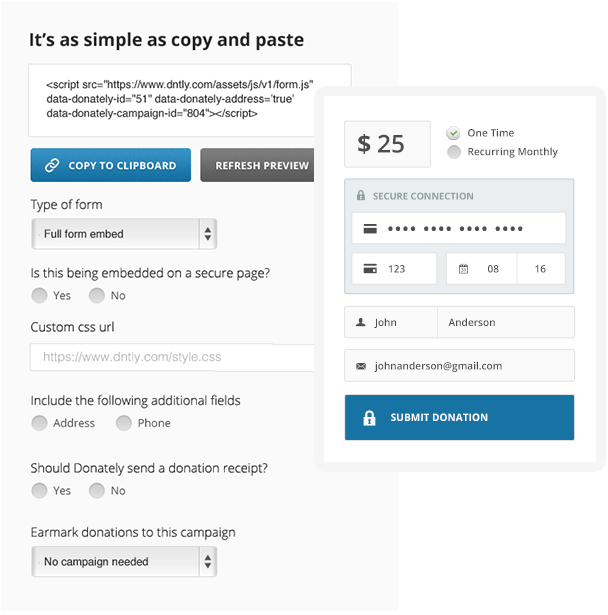 It's as simple as copy and paste
<script src="https://www.dntly.com/assets/js/v1/form.js"
data-donately-id="51" data-donately-address='true'
data-donately-campaign-id="804"></script>
COPY TO CLIPBOARD
REFRESH PREVIEW
Type of form
Full form embed
Is this being embedded on a secure page?
Yes
No
Custom css url
https://www.dntly.com/style.css
Include the following additional fields
Address
Phone
Should Donately send a donation receipt?
Yes
No
Earmark donations to this campaign
No campaign needed
$ 25
One Time
Recurring Monthly
SECURE CONNECTION
•••• •••• •••• ••••
123
08
16
John
Anderson
johnanderson@gmail.com
SUBMIT DONATION